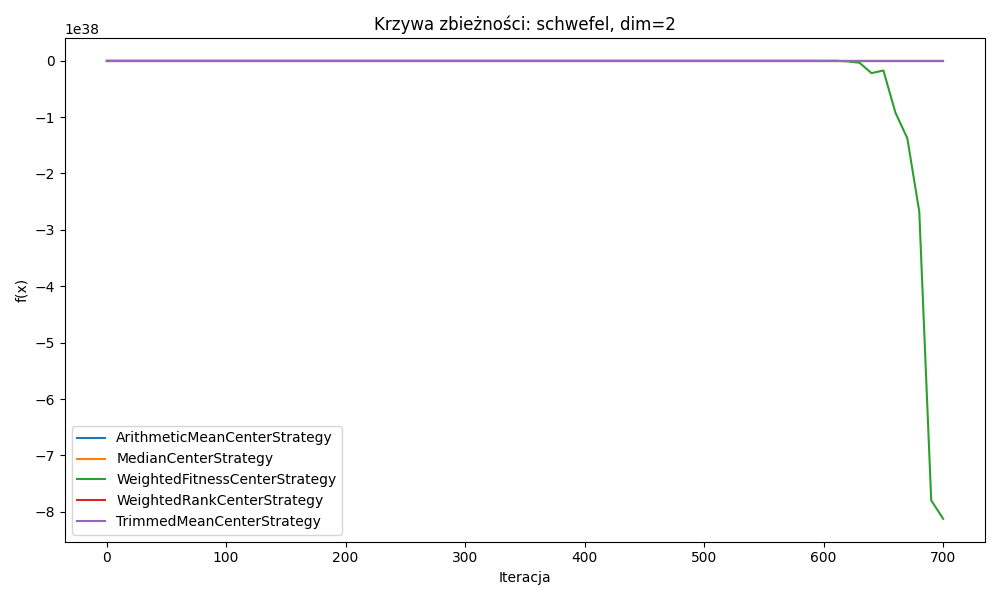 Krzywa zbieżności: schwefel, dim=2
1e38
0
−1
−2
−3
−4
−5
−6
−7
−8
f(x)
ArithmeticMeanCenterStrategy
MedianCenterStrategy
WeightedFitnessCenterStrategy
WeightedRankCenterStrategy
TrimmedMeanCenterStrategy
0 100 200 300 400 500 600 700
Iteracja